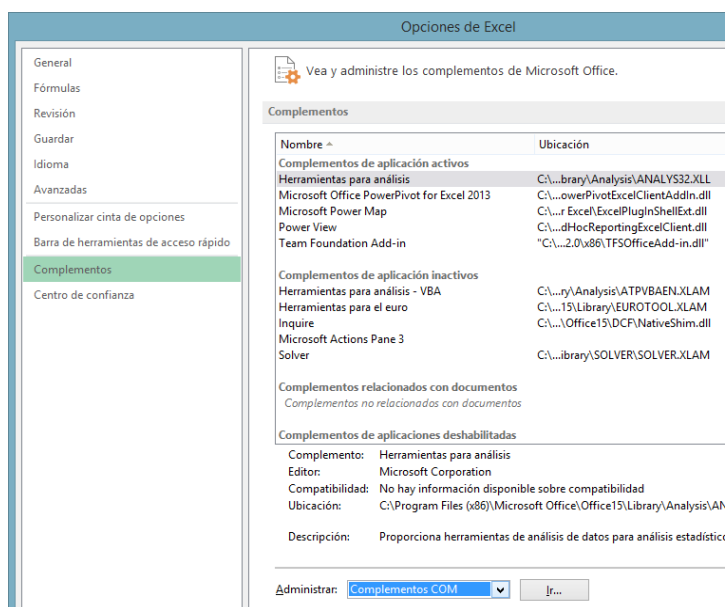 Opciones de Excel
General
Fórmulas
Revisión
Guardar
Idioma
Avanzadas
Personalizar cinta de opciones
Barra de herramientas de acceso rápido
Complementos
Centro de confianza
Vea y administre los complementos de Microsoft Office.
Complementos
Nombre Ubicación
Complementos de aplicación activos
Herramientas para análisis C:\...brary\Analysis\ANALYS32.XLL
Microsoft Office PowerPivot for Excel 2013 C:\...owerPivotExcelClientAddIn.dll
Microsoft Power Map C:\...r Excel\ExcelPlugInShellExt.dll
Power View C:\...dHocReportingExcelClient.dll
Team Foundation Add-in "C:\...2.0\x86\TFSOfficeAdd-in.dll"
Complementos de aplicación inactivos
Herramientas para análisis - VBA C:\...ry\Analysis\ATPVBAEN.XLAM
Herramientas para el euro C:\...15\Library\EUROTOOL.XLAM
Inquire C:\...\Office15\DCF\NativeShim.dll
Microsoft Actions Pane 3
Solver C:\...ibrary\SOLVER\SOLVER.XLAM
Complementos relacionados con documentos
Complementos no relacionados con documentos
Complementos de aplicaciones deshabilitadas
Complemento: Herramientas para análisis
Editor: Microsoft Corporation
Compatibilidad: No hay información disponible sobre compatibilidad
Ubicación: C:\Program Files (x86)\Microsoft Office\Office15\Library\Analysis\AN
Descripción: Proporciona herramientas de análisis de datos para análisis estadístico
Administrar: Complementos COM Ir...